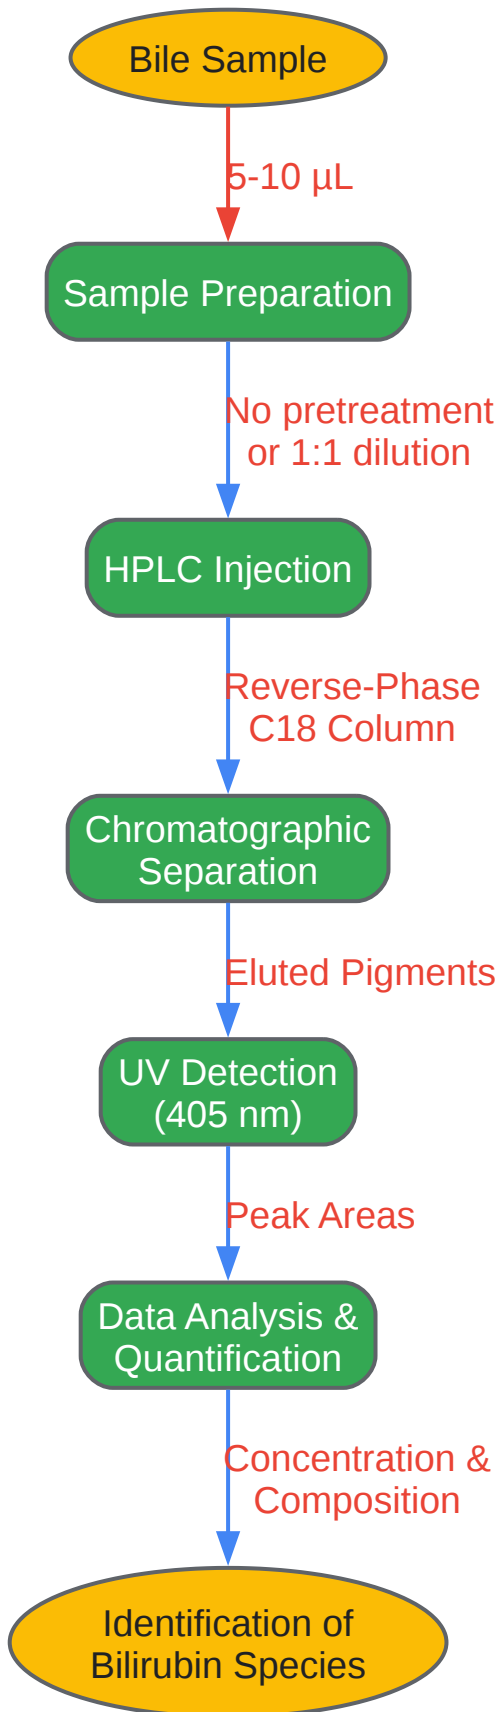 Bile Sample
5-10 µL
Sample Preparation
No pretreatment
or 1:1 dilution
HPLC Injection
Reverse-Phase
C18 Column
Chromatographic
Separation
Eluted Pigments
UV Detection
(405 nm)
Peak Areas
Data Analysis &
Quantification
Concentration &
Composition
Identification of
Bilirubin Species